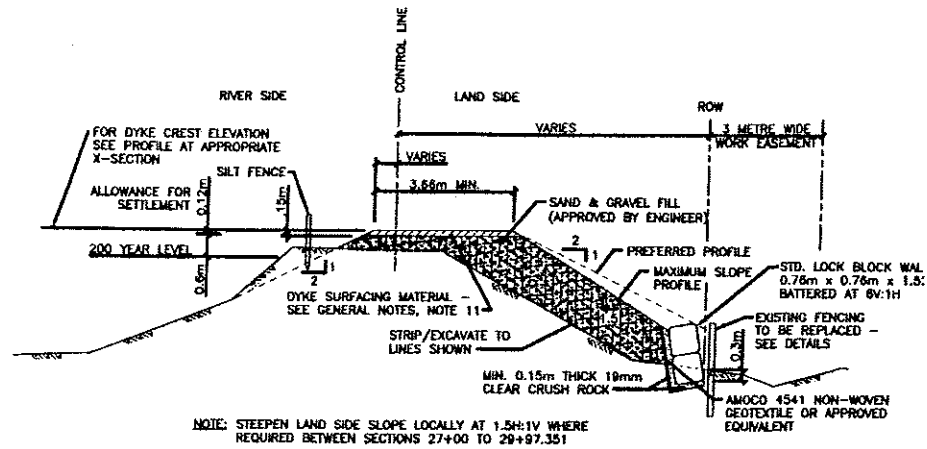 CONTROL LINE
RIVER SIDE
LAND SIDE
ROW
VARIES
3 METRE WIDE
WORK EASEMENT
FOR DYKE CREST ELEVATION
SEE PROFILE AT APPROPRIATE
X-SECTION
VARIES
SILT FENCE
3.66m MIN.
ALLOWANCE FOR
SETTLEMENT
0.12m
.15m
SAND & GRAVEL FILL
(APPROVED BY ENGINEER)
200 YEAR LEVEL
2
1
PREFERRED PROFILE
0.6m
1
2
MAXIMUM SLOPE
PROFILE
STD. LOCK BLOCK WAL
0.76m x 0.76m x 1.5
BATTERED AT 6V:1H
DYKE SURFACING MATERIAL -
SEE GENERAL NOTES, NOTE 11
1.5
EXISTING FENCING
TO BE REPLACED -
SEE DETAILS
STRIP/EXCAVATE TO
LINES SHOWN
0.3m
MIN. 0.15m THICK 19mm
CLEAR CRUSH ROCK
AMOCO 4541 NON-WOVEN
GEOTEXTILE OR APPROVED
EQUIVALENT
NOTE: STEEPEN LAND SIDE SLOPE LOCALLY AT 1.5H:1V WHERE
REQUIRED BETWEEN SECTIONS 27+00 TO 29+97.351